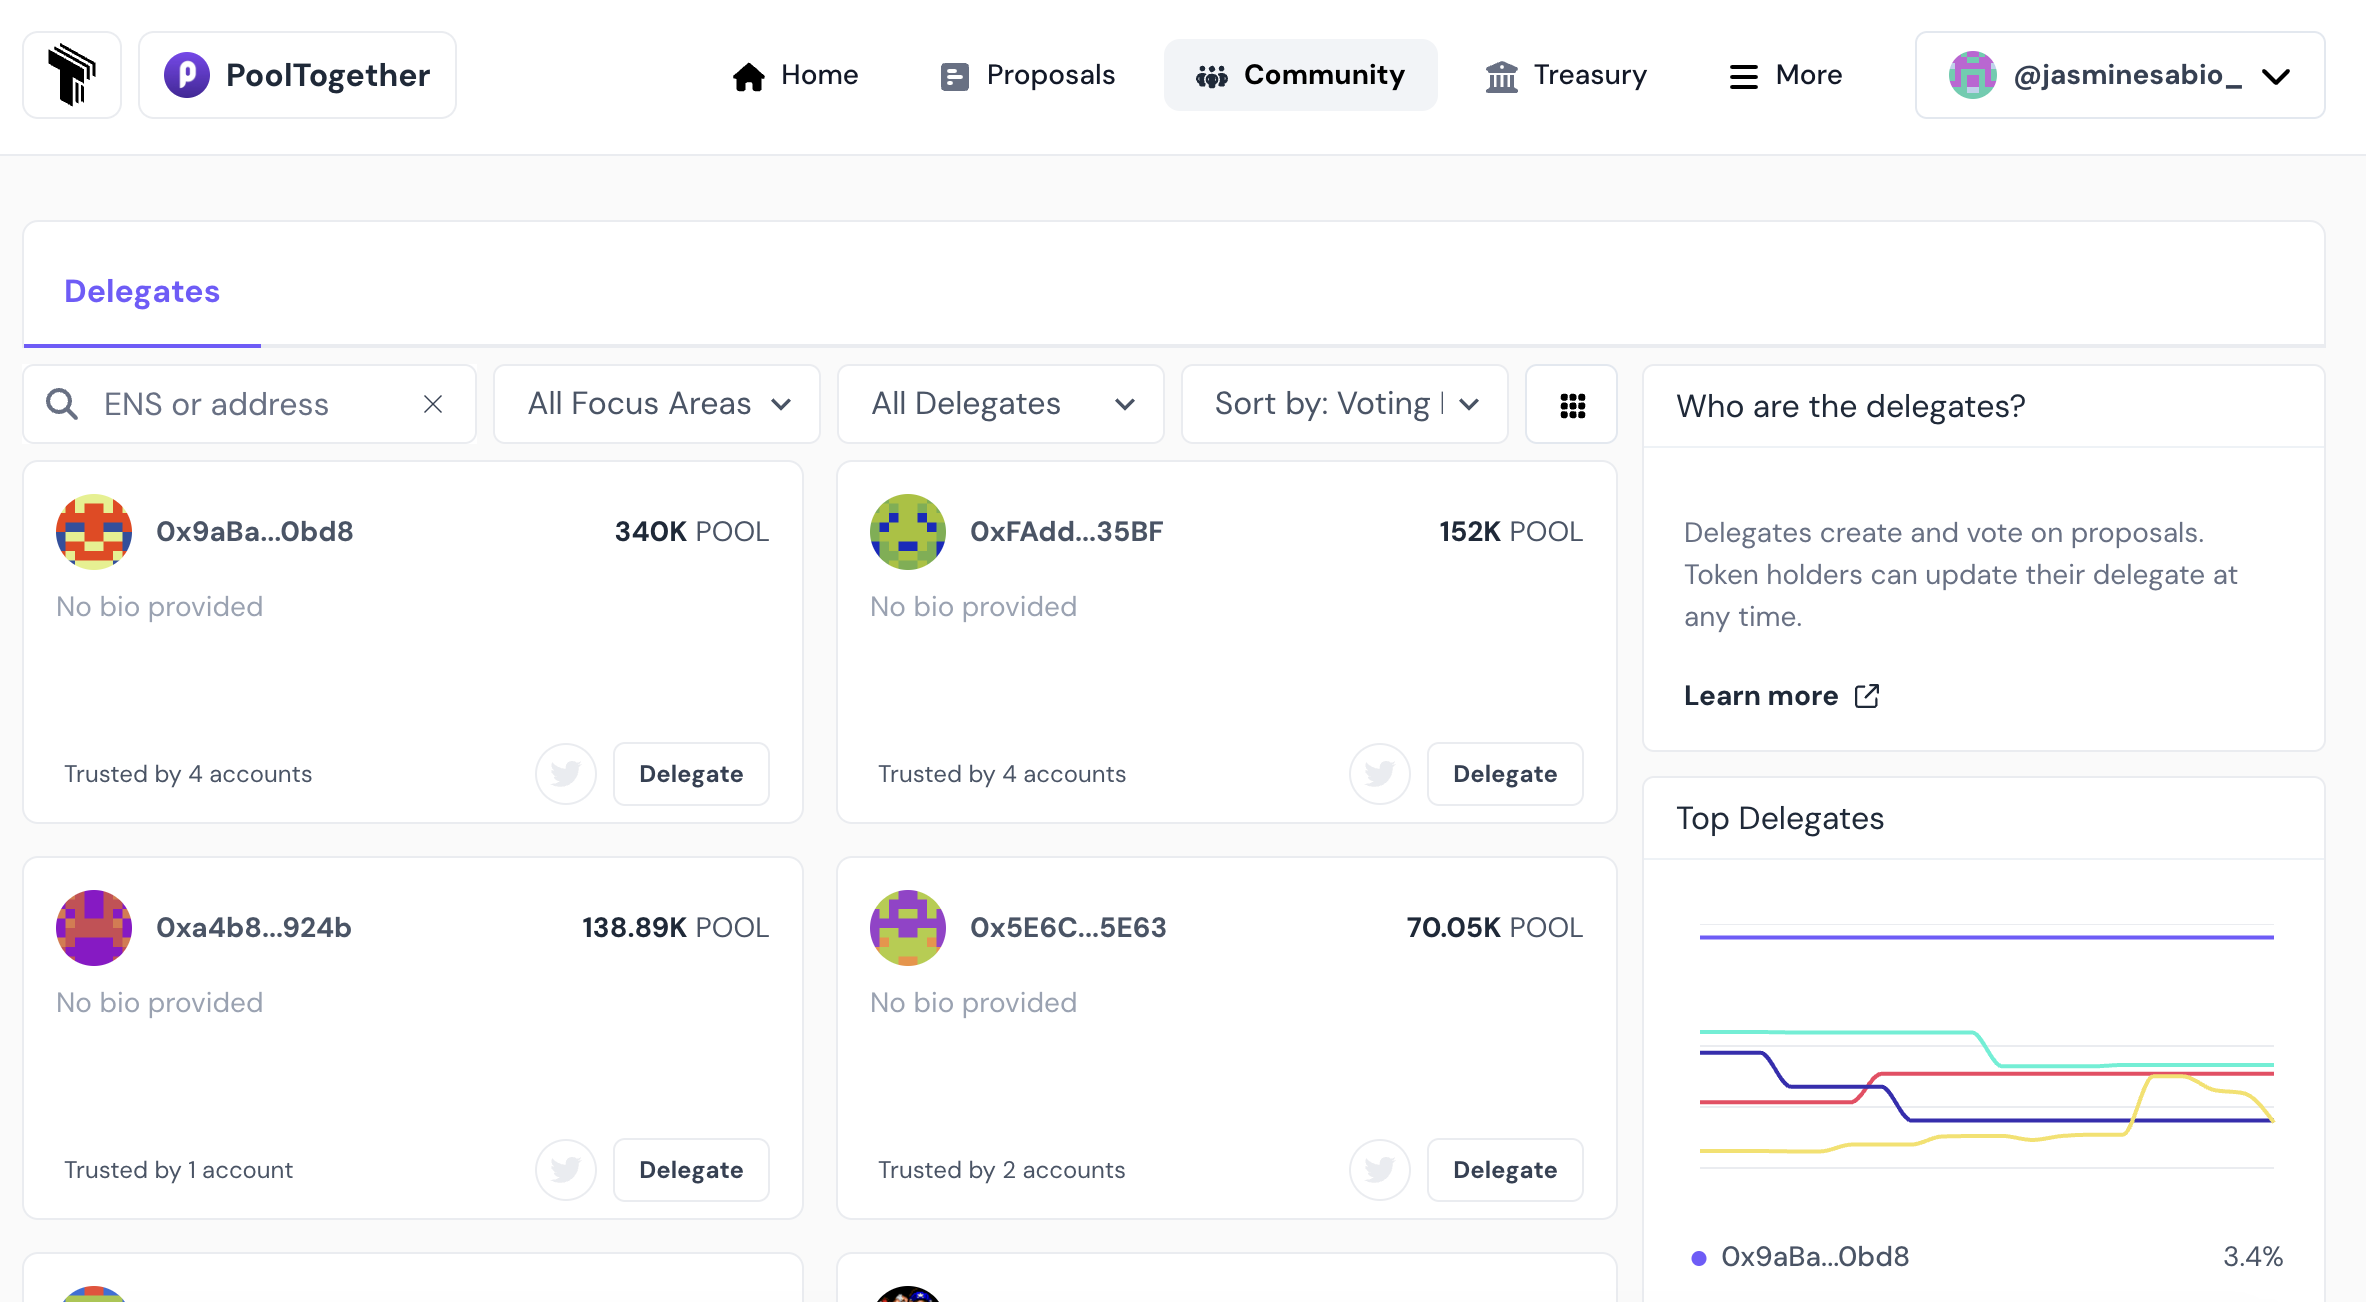 PoolTogether
Home
Proposals
Community
Treasury
More
@jasminesabio_
Delegates
ENS or address
All Focus Areas
All Delegates
Sort by: Voting
Who are the delegates?
0x9aBa...0bd8
340K POOL
No bio provided
Trusted by 4 accounts
Delegate
0xFAdd...35BF
152K POOL
No bio provided
Trusted by 4 accounts
Delegate
Delegates create and vote on proposals.
Token holders can update their delegate at
any time.
Learn more
0xa4b8...924b
138.89K POOL
No bio provided
Trusted by 1 account
Delegate
0x5E6C...5E63
70.05K POOL
No bio provided
Trusted by 2 accounts
Delegate
Top Delegates
0x9aBa...0bd8
3.4%